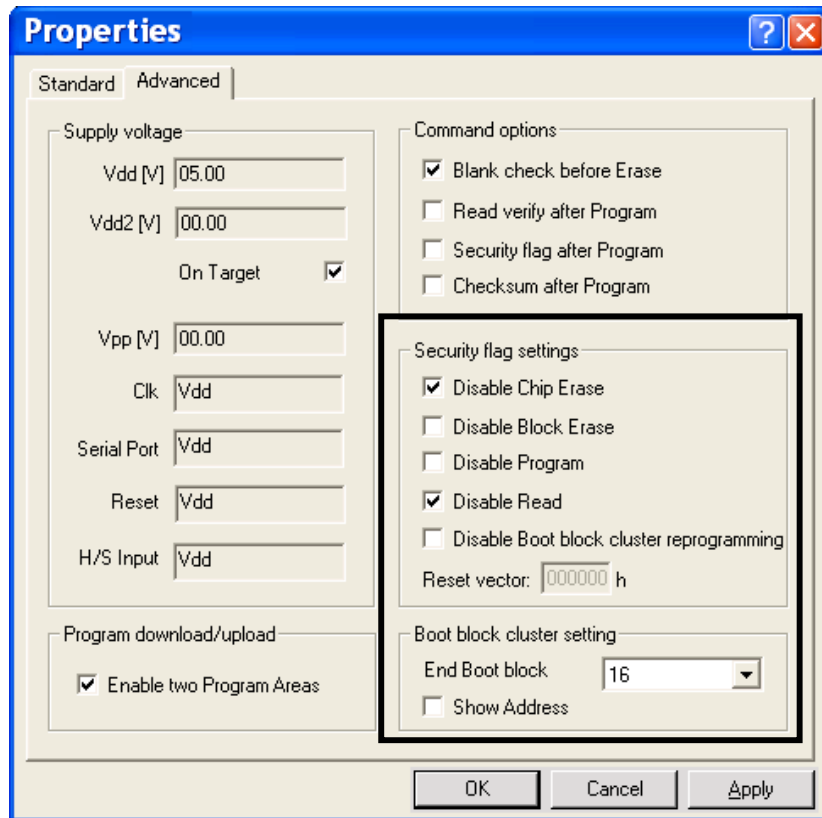 Properties
Standard Advanced
Supply voltage
Vdd [V] 05.00
Vdd2 [V] 00.00
On Target
Vpp [V] 00.00
Clk Vdd
Serial Port Vdd
Reset Vdd
H/S Input Vdd
Program download/upload
Enable two Program Areas
Command options
Blank check before Erase
Read verify after Program
Security flag after Program
Checksum after Program
Security flag settings
Disable Chip Erase
Disable Block Erase
Disable Program
Disable Read
Disable Boot block cluster reprogramming
Reset vector: 000000 h
Boot block cluster setting
End Boot block 16
Show Address
OK Cancel Apply